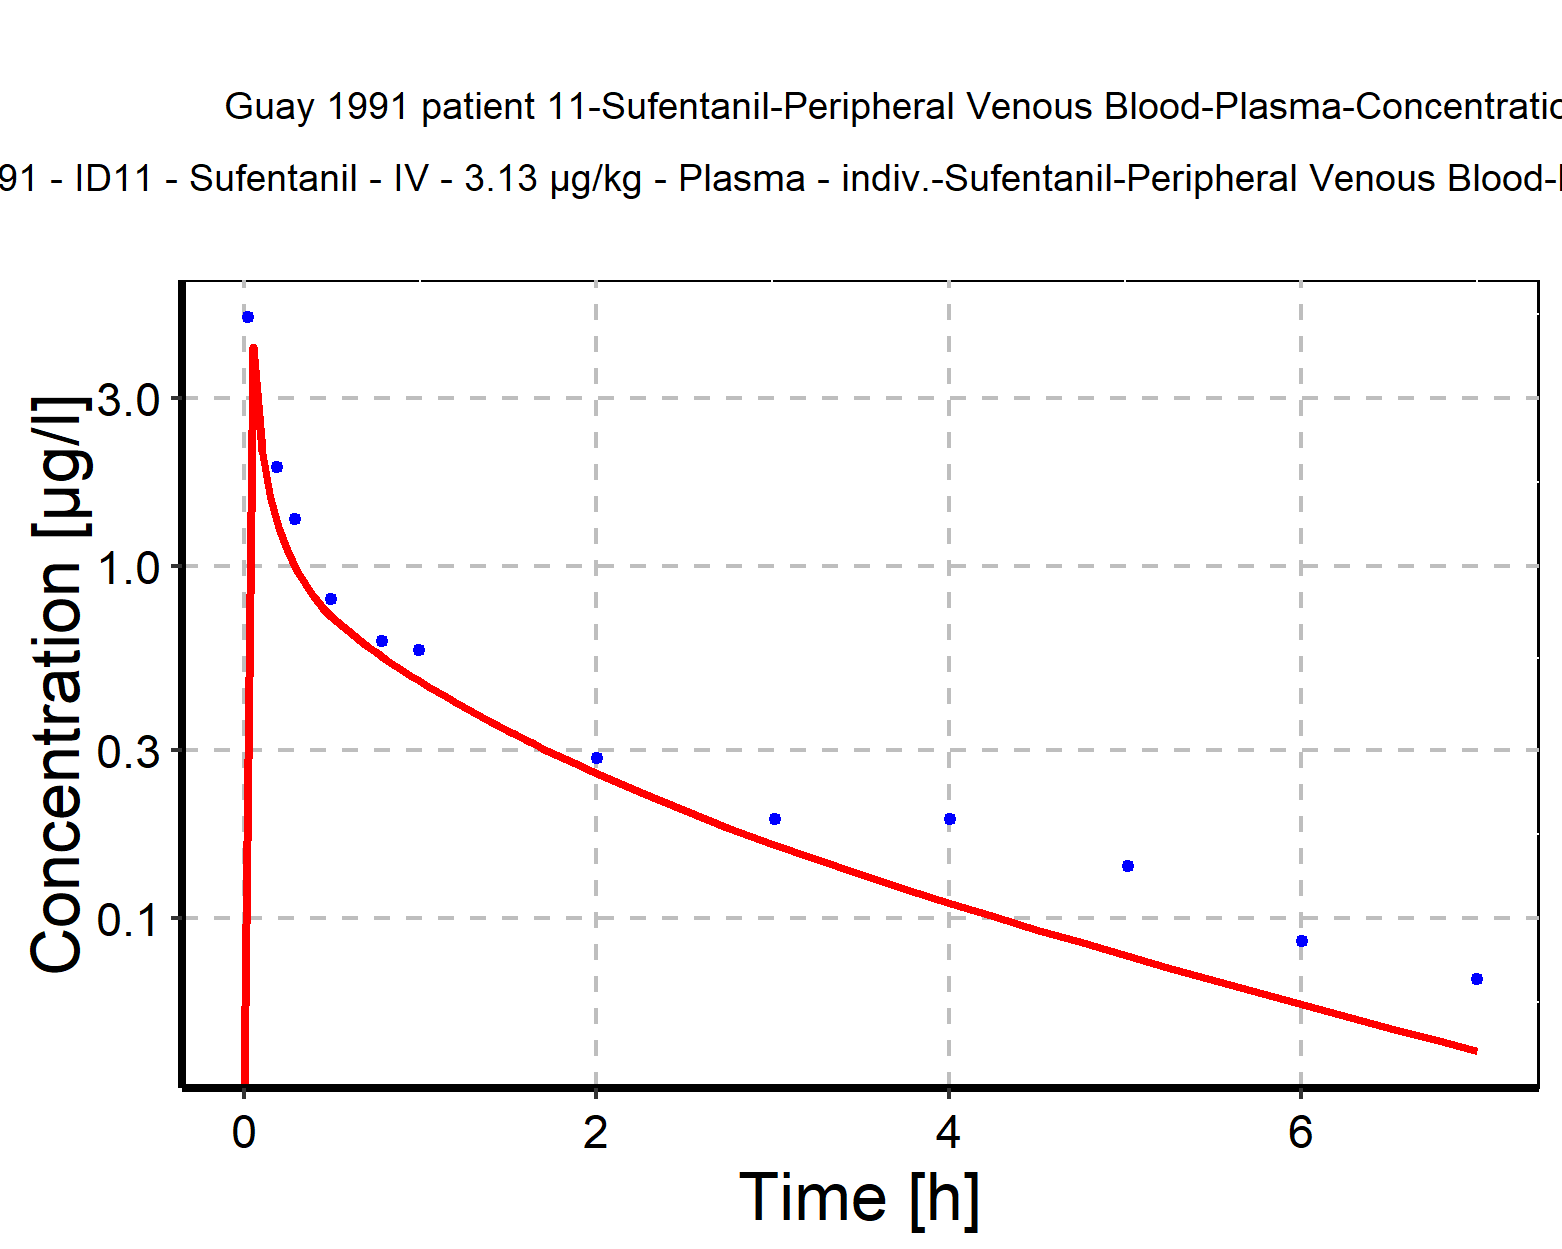 Guay 1991 patient 11-Sufentanil-Peripheral Venous Blood-Plasma-Concentratio
91 - ID11 - Sufentanil - IV - 3.13 µg/kg - Plasma - indiv.-Sufentanil-Peripheral Venous Blood-
Concentration [µg/l]
3.0
1.0
0.3
0.1
0 2 4 6
Time [h]